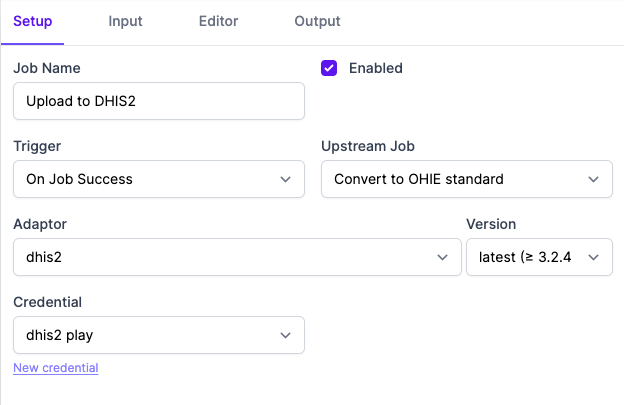 Setup Input Editor Output
Job Name Enabled
Upload to DHIS2
Trigger Upstream Job
On Job Success Convert to OHIE standard
Adaptor Version
dhis2 latest (≥ 3.2.4
Credential
dhis2 play
New credential